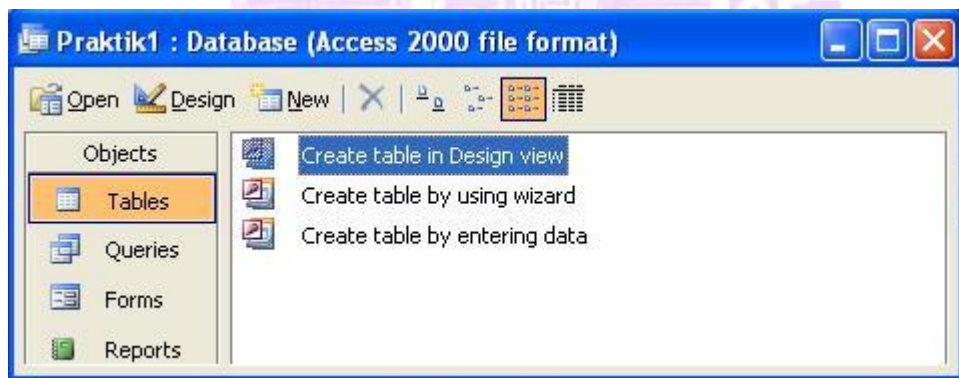 Praktik1 : Database (Access 2000 file format)
Open Design New
Objects
Tables
Queries
Forms
Reports
Create table in Design view
Create table by using wizard
Create table by entering data